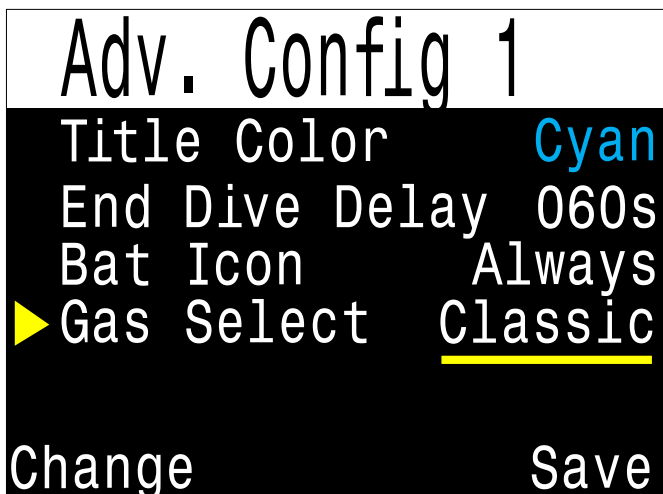 Adv. Config 1
Title Color Cyan
End Dive Delay 060s
Bat Icon Always
Gas Select Classic
Change Save